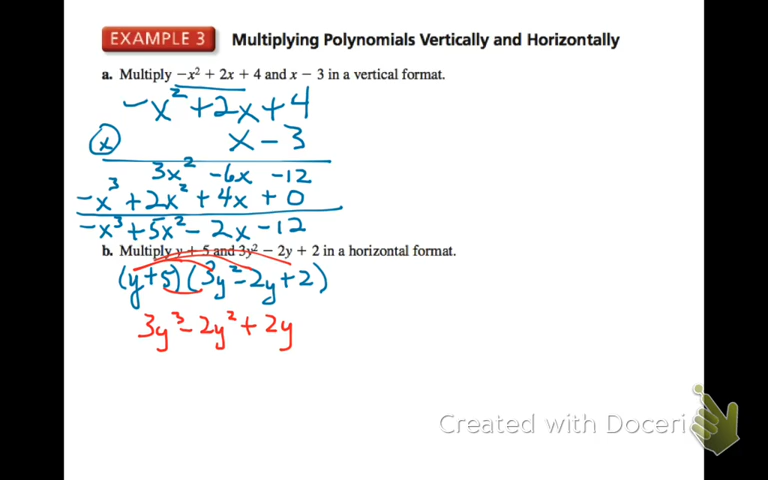 EXAMPLE 3 Multiplying Polynomials Vertically and Horizontally
a. Multiply −x² + 2x + 4 and x − 3 in a vertical format.
−x² + 2x + 4
(x) x − 3
3x² − 6x − 12
−x³ + 2x² + 4x + 0
−x³ + 5x² − 2x − 12
b. Multiply y + 5 and 3y² − 2y + 2 in a horizontal format.
(y + 5)(3y² − 2y + 2)
3y³ − 2y² + 2y
Created with Doceri